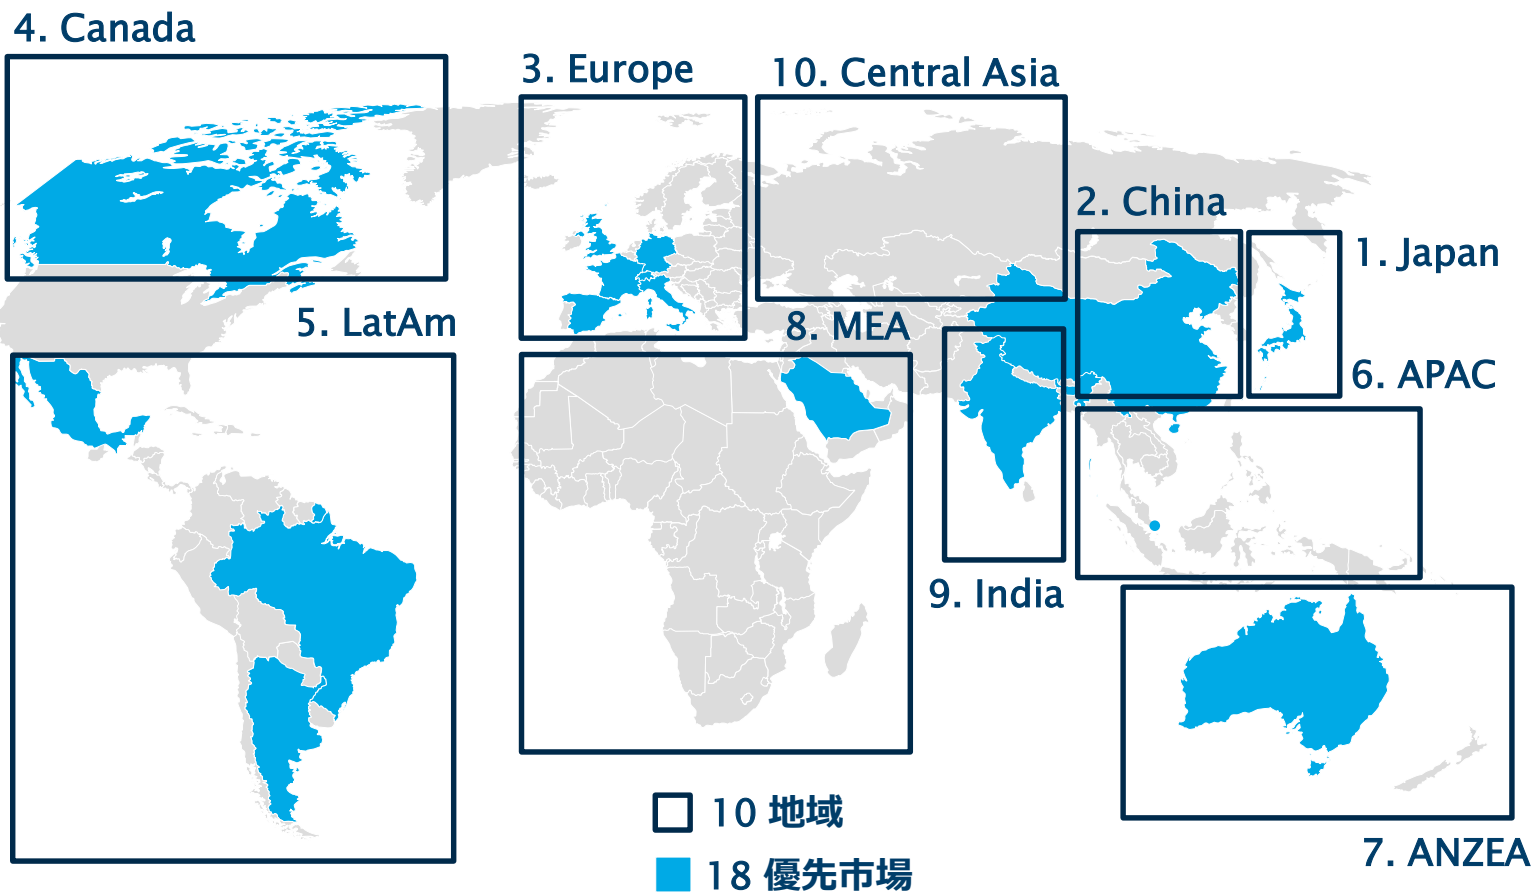 4. Canada
3. Europe
10. Central Asia
2. China
1. Japan
5. LatAm
8. MEA
6. APAC
9. India
10 地域
18 優先市場
7. ANZEA